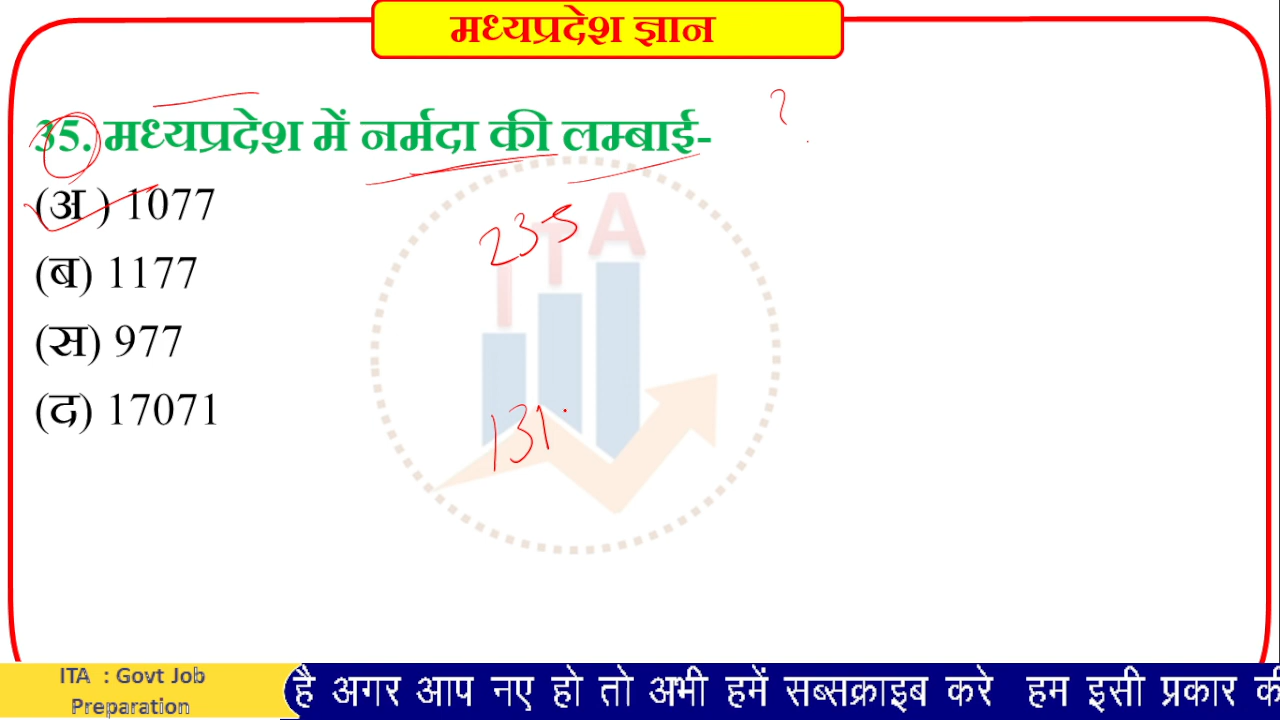 मध्यप्रदेश ज्ञान
35. मध्यप्रदेश में नर्मदा की लम्बाई- ?
(अ ) 1077
235
ITA
(ब) 1177
(स) 977
(द) 17071
131
ITA : Govt Job
Preparation
है अगर आप नए हो तो अभी हमें सब्सक्राइब करे हम इसी प्रकार की